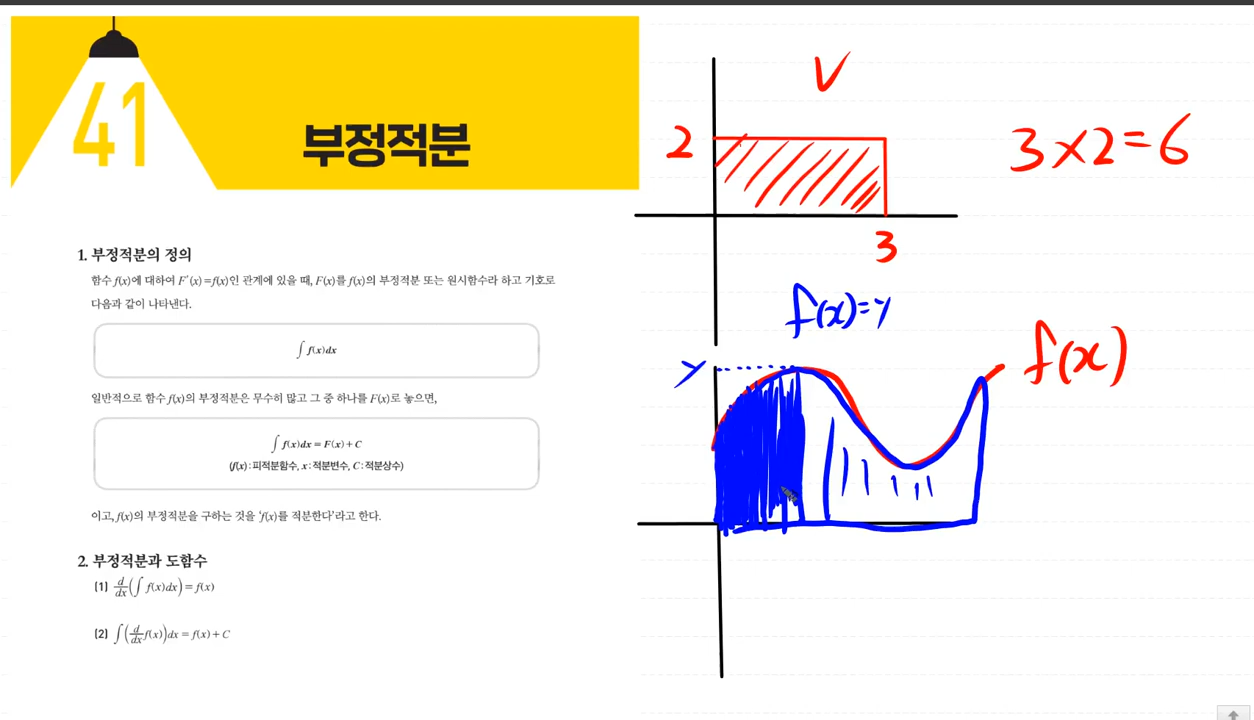 41
부정적분
1. 부정적분의 정의
함수 f(x)에 대하여 F′(x)=f(x)인 관계에 있을 때, F(x)를 f(x)의 부정적분 또는 원시함수라 하고 기호로
다음과 같이 나타낸다.
∫ f(x)dx
일반적으로 함수 f(x)의 부정적분은 무수히 많고 그 중 하나를 F(x)로 놓으면,
∫ f(x)dx = F(x)+C
(f(x) : 피적분함수, x : 적분변수, C : 적분상수)
이고, f(x)의 부정적분을 구하는 것을 ‘f(x)를 적분한다’라고 한다.
2. 부정적분과 도함수
(1) d/dx(∫ f(x)dx) = f(x)
(2) ∫(d/dx f(x))dx = f(x)+C
V
2
3×2=6
3
f(x)=y
y
f(x)